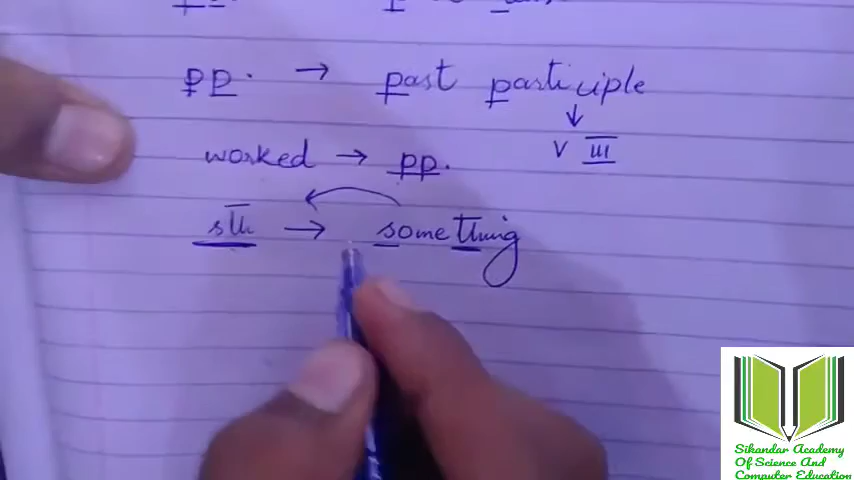 pp. → past participle
↓
worked → pp. V III
sth → something
Sikandar Academy
Of Science And
Computer Education